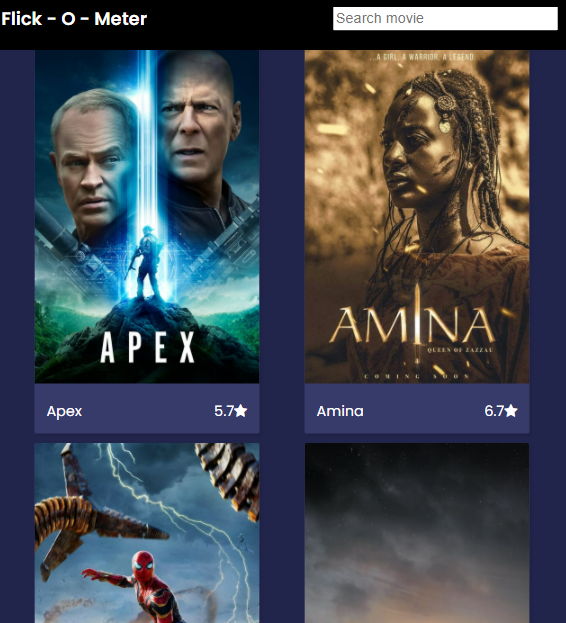 Flick - O - Meter
Search movie
...A GIRL, A WARRIOR, A LEGEND...
APEX
AMINA
QUEEN OF ZAZZAU
COMING SOON
Apex 5.7
Amina 6.7